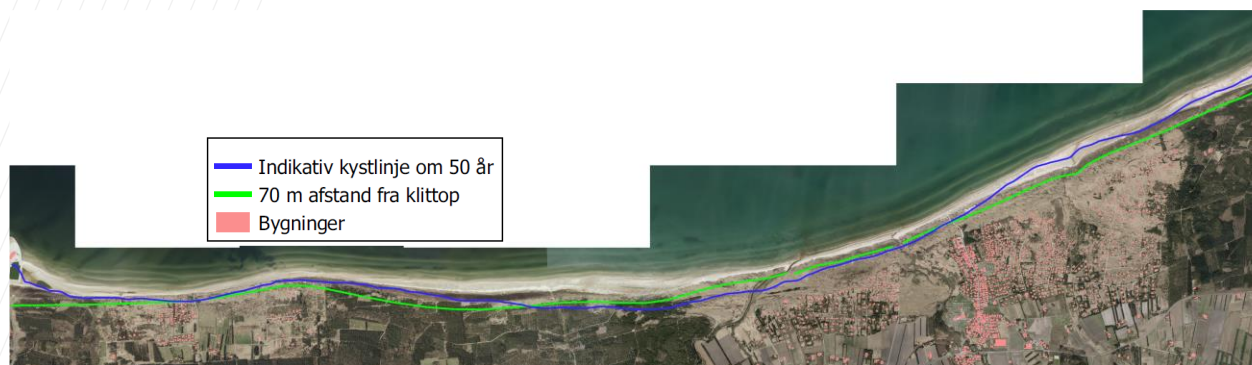 Indikativ kystlinje om 50 år
70 m afstand fra klittop
Bygninger